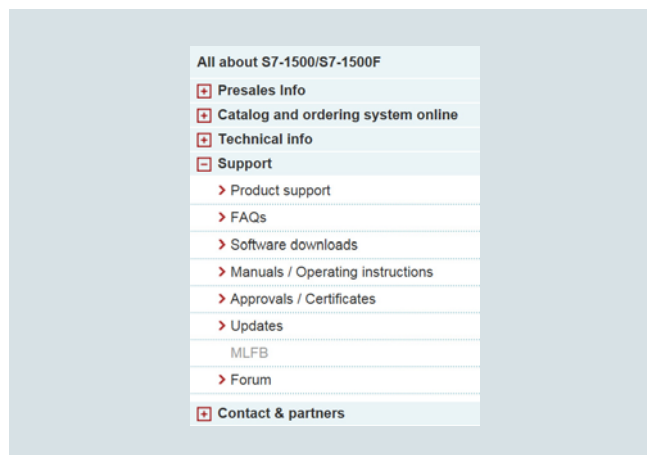 All about S7-1500/S7-1500F
Presales Info
Catalog and ordering system online
Technical info
Support
Product support
FAQs
Software downloads
Manuals / Operating instructions
Approvals / Certificates
Updates
MLFB
Forum
Contact & partners